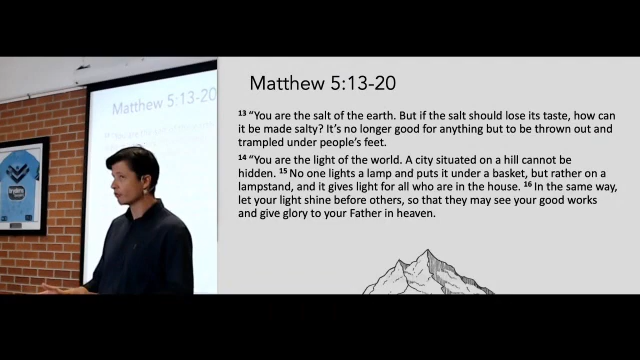 Matthew 5:13-20
Matthew 5:13-20
13 “You are the salt of the earth. But if the salt should lose its taste, how can
it be made salty? It’s no longer good for anything but to be thrown out and
trampled under people’s feet.
14 “You are the light of the world. A city situated on a hill cannot be
hidden. 15 No one lights a lamp and puts it under a basket, but rather on a
lampstand, and it gives light for all who are in the house. 16 In the same way,
let your light shine before others, so that they may see your good works
and give glory to your Father in heaven.